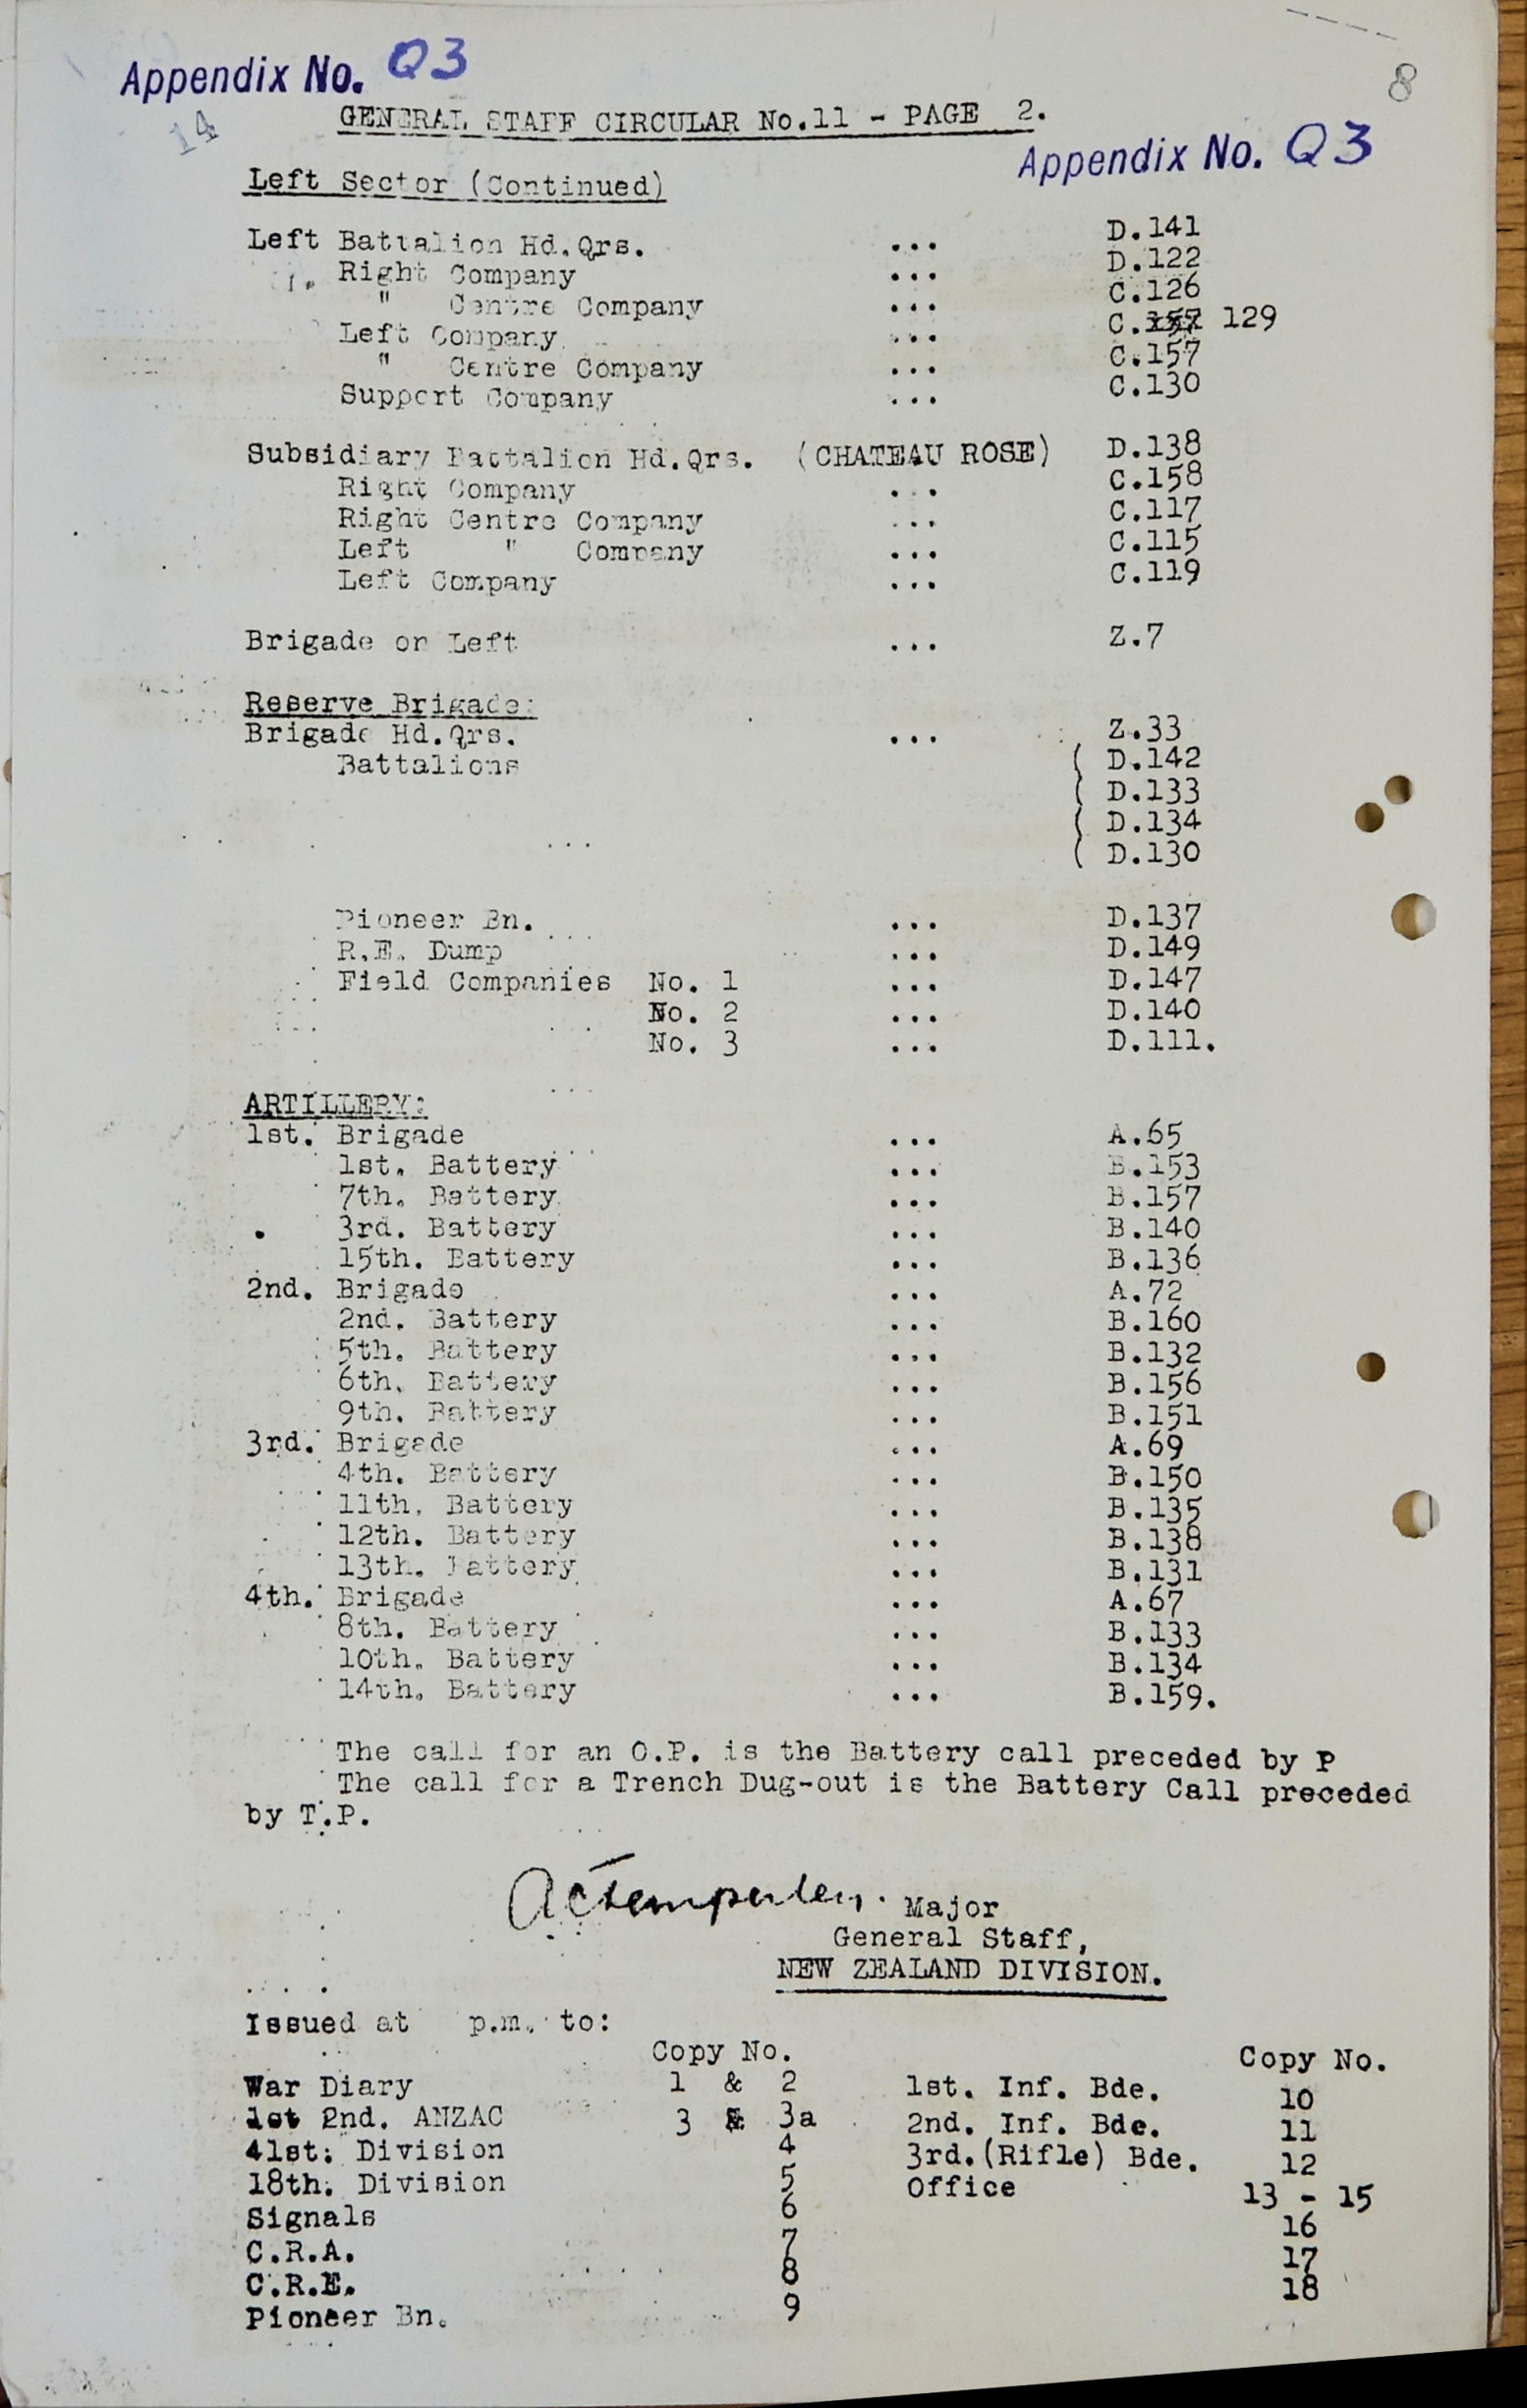 Appendix No. Q3
8
14
GENERAL STAFF CIRCULAR No.11 - PAGE 2.
Appendix No. Q3
Left Sector (Continued)
Left Battalion Hd.Qrs. ... D.141
Right Company ... D.122
" Centre Company ... C.126
Left Company ... C. 129
" Centre Company ... C.157
Support Company ... C.130
Subsidiary Battalion Hd.Qrs. (CHATEAU ROSE) D.138
Right Company ... C.158
Right Centre Company ... C.117
Left " Company ... C.115
Left Company ... C.119
Brigade on Left ... Z.7
Reserve Brigade:
Brigade Hd.Qrs. ... Z.33
Battalions ( D.142
( D.133
( D.134
( D.130
Pioneer Bn. ... D.137
R.E. Dump ... D.149
Field Companies No. 1 ... D.147
No. 2 ... D.140
No. 3 ... D.111.
ARTILLERY:
1st. Brigade ... A.65
1st. Battery ... B.153
7th. Battery ... B.157
3rd. Battery ... B.140
15th. Battery ... B.136
2nd. Brigade ... A.72
2nd. Battery ... B.160
5th. Battery ... B.132
6th. Battery ... B.156
9th. Battery ... B.151
3rd. Brigade ... A.69
4th. Battery ... B.150
11th. Battery ... B.135
12th. Battery ... B.138
13th. Battery ... B.131
4th. Brigade ... A.67
8th. Battery ... B.133
10th. Battery ... B.134
14th. Battery ... B.159.
The call for an O.P. is the Battery call preceded by P
The call for a Trench Dug-out is the Battery Call preceded
by T.P.
ACTemperley. Major
General Staff,
NEW ZEALAND DIVISION.
Issued at p.m. to:
Copy No. Copy No.
War Diary 1 & 2 1st. Inf. Bde. 10
1st 2nd. ANZAC 3 & 3a 2nd. Inf. Bde. 11
41st. Division 4 3rd.(Rifle) Bde. 12
18th. Division 5 Office 13 - 15
Signals 6 16
C.R.A. 7 17
C.R.E. 8 18
Pioneer Bn. 9